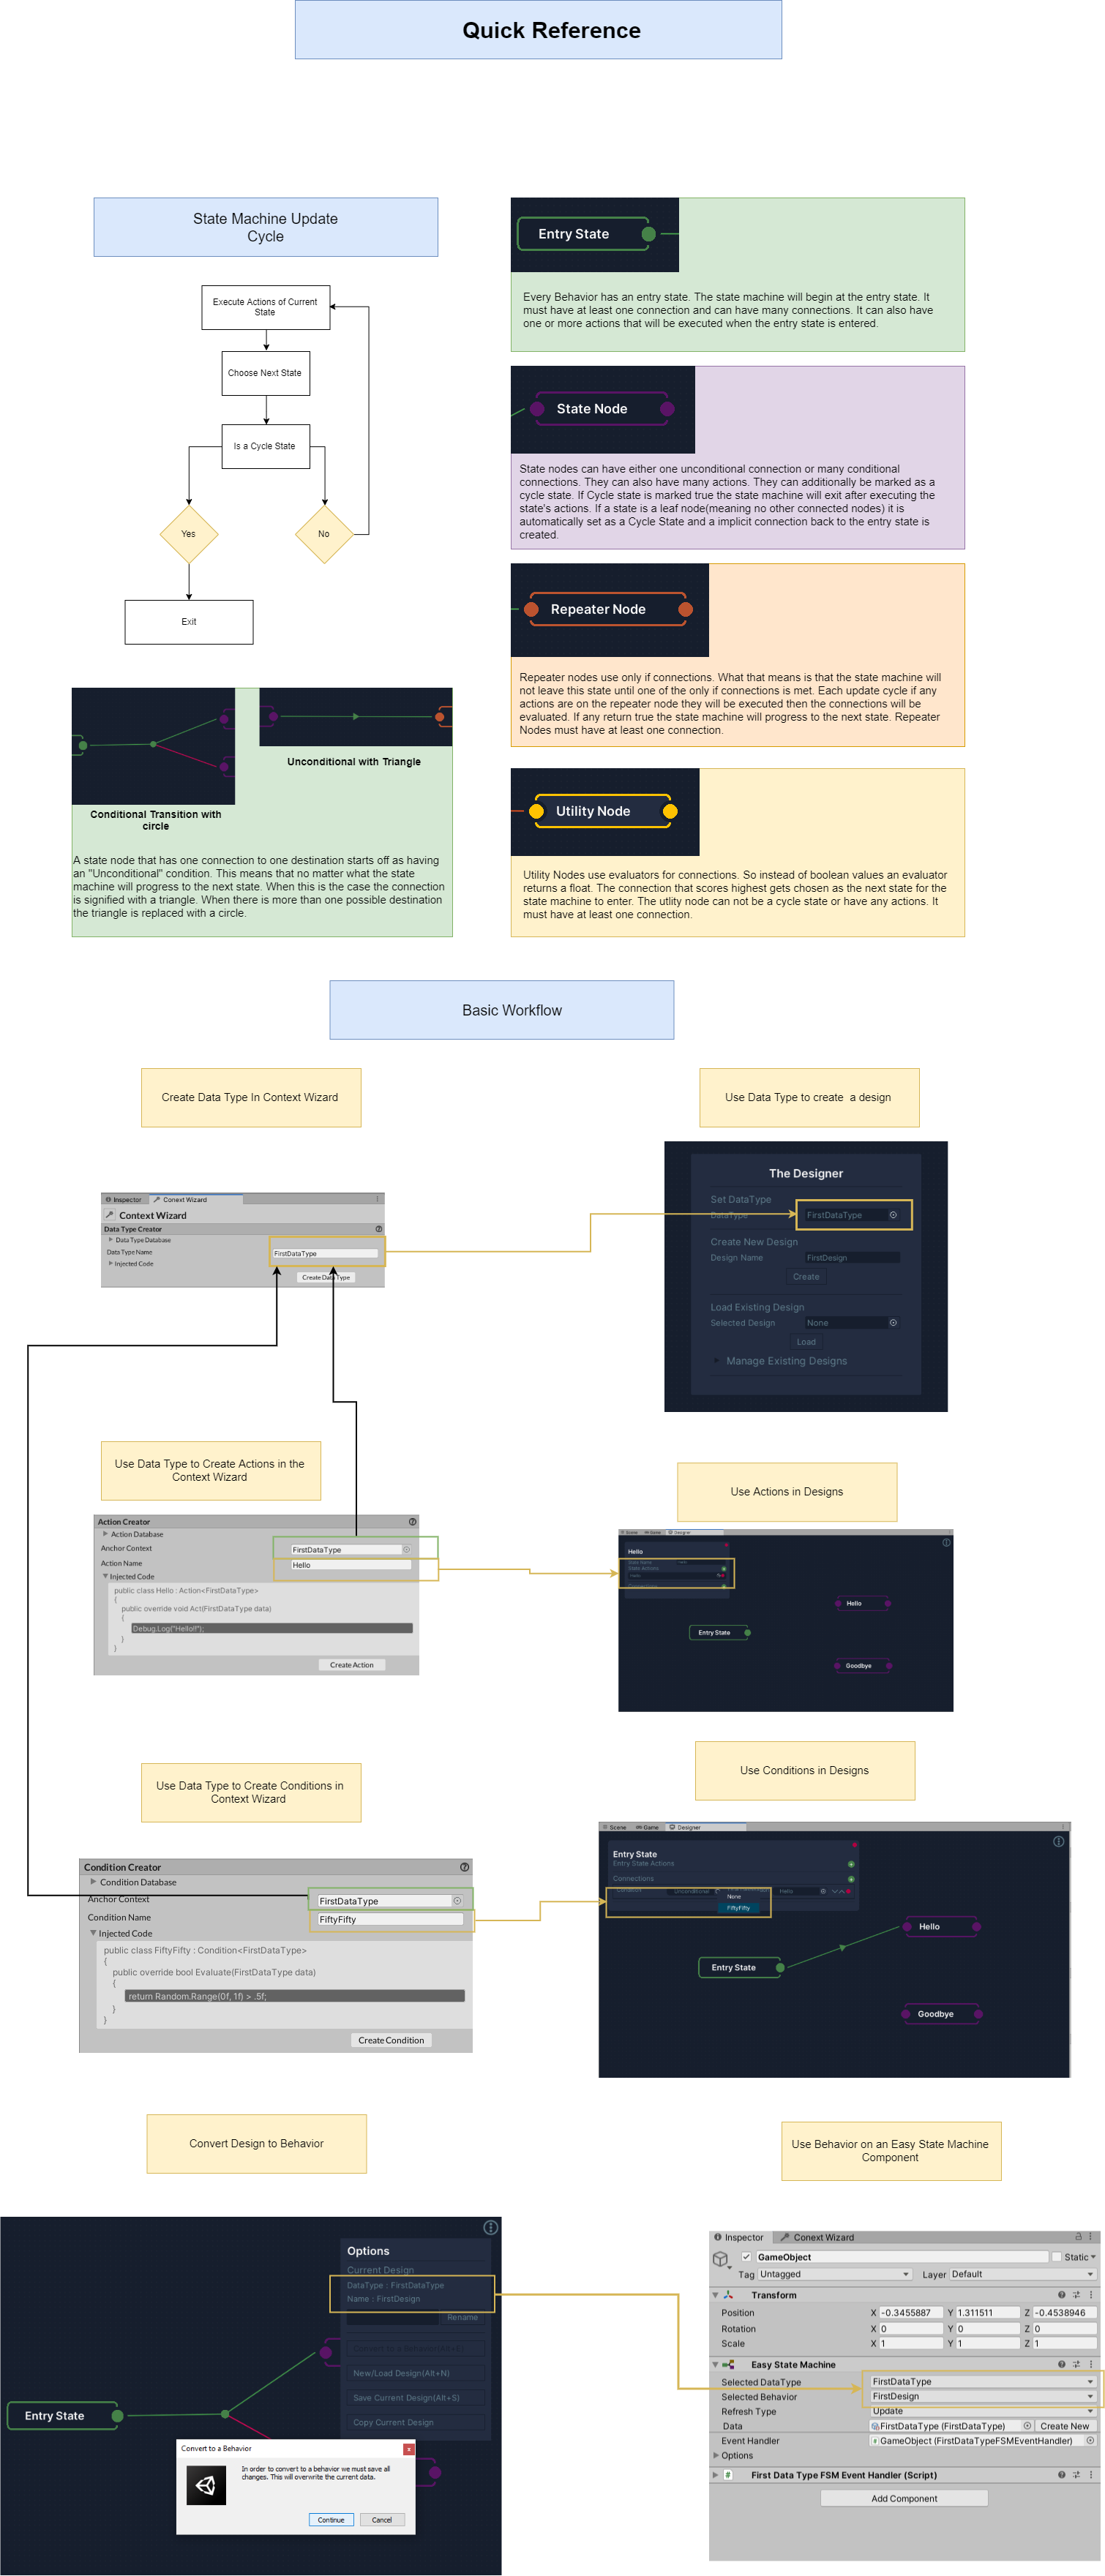 Quick Reference
State Machine Update
Cycle
Execute Actions of Current
State
Choose Next State
Is a Cycle State
Yes
No
Exit
Entry State
Every Behavior has an entry state. The state machine will begin at the entry state. It
must have at least one connection and can have many connections. It can also have
one or more actions that will be executed when the entry state is entered.
State Node
State nodes can have either one unconditional connection or many conditional
connections. They can also have many actions. They can additionally be marked as a
cycle state. If Cycle state is marked true the state machine will exit after executing the
state's actions. If a state is a leaf node(meaning no other connected nodes) it is
automatically set as a Cycle State and a implicit connection back to the entry state is
created.
Repeater Node
Repeater nodes use only if connections. What that means is that the state machine will
not leave this state until one of the only if connections is met. Each update cycle if any
actions are on the repeater node they will be executed then the connections will be
evaluated. If any return true the state machine will progress to the next state. Repeater
Nodes must have at least one connection.
Unconditional with Triangle
Conditional Transition with
circle
A state node that has one connection to one destination starts off as having
an "Unconditional" condition. This means that no matter what the state
machine will progress to the next state. When this is the case the connection
is signified with a triangle. When there is more than one possible destination
the triangle is replaced with a circle.
Utility Node
Utility Nodes use evaluators for connections. So instead of boolean values an evaluator
returns a float. The connection that scores highest gets chosen as the next state for the
state machine to enter. The utlity node can not be a cycle state or have any actions. It
must have at least one connection.
Basic Workflow
Create Data Type In Context Wizard
Use Data Type to create a design
Inspector
Conext Wizard
Context Wizard
Data Type Creator
Data Type Database
Data Type Name
FirstDataType
Injected Code
Create Data Type
The Designer
Set DataType
DataType
FirstDataType
Create New Design
Design Name
FirstDesign
Create
Load Existing Design
Selected Design
None
Load
Manage Existing Designs
Use Data Type to Create Actions in the
Context Wizard
Use Actions in Designs
Action Creator
Action Database
Anchor Context
FirstDataType
Action Name
Hello
Injected Code
public class Hello : Action<FirstDataType>
{
public override void Act(FirstDataType data)
{
Debug.Log("Hello!!");
}
}
Create Action
Scene
Game
Designer
Hello
State Name
State Actions
Hello
Entry State
Hello
Goodbye
Use Data Type to Create Conditions in
Context Wizard
Use Conditions in Designs
Condition Creator
Condition Database
Anchor Context
FirstDataType
Condition Name
FiftyFifty
Injected Code
public class FiftyFifty : Condition<FirstDataType>
{
public override bool Evaluate(FirstDataType data)
{
return Random.Range(0f, 1f) > .5f;
}
}
Create Condition
Scene
Game
Designer
Entry State
Entry State Actions
Connections
Condition
Unconditional
Hello
None
FiftyFifty
Entry State
Hello
Goodbye
Convert Design to Behavior
Use Behavior on an Easy State Machine
Component
Options
Current Design
DataType : FirstDataType
Name : FirstDesign
Rename
New/Load Design(Alt+N)
Save Current Design(Alt+S)
Copy Current Design
Entry State
Convert to a Behavior
In order to convert to a behavior we must save all
changes. This will overwrite the current data.
Continue
Cancel
Inspector
Conext Wizard
GameObject
Static
Tag Untagged
Layer Default
Transform
Position X -0.3455887 Y 1.311511 Z -0.4538946
Rotation X 0 Y 0 Z 0
Scale X 1 Y 1 Z 1
Easy State Machine
Selected DataType FirstDataType
Selected Behavior FirstDesign
Refresh Type Update
Data FirstDataType (FirstDataType) Create New
Event Handler GameObject (FirstDataTypeFSMEventHandler)
Options
First Data Type FSM Event Handler (Script)
Add Component